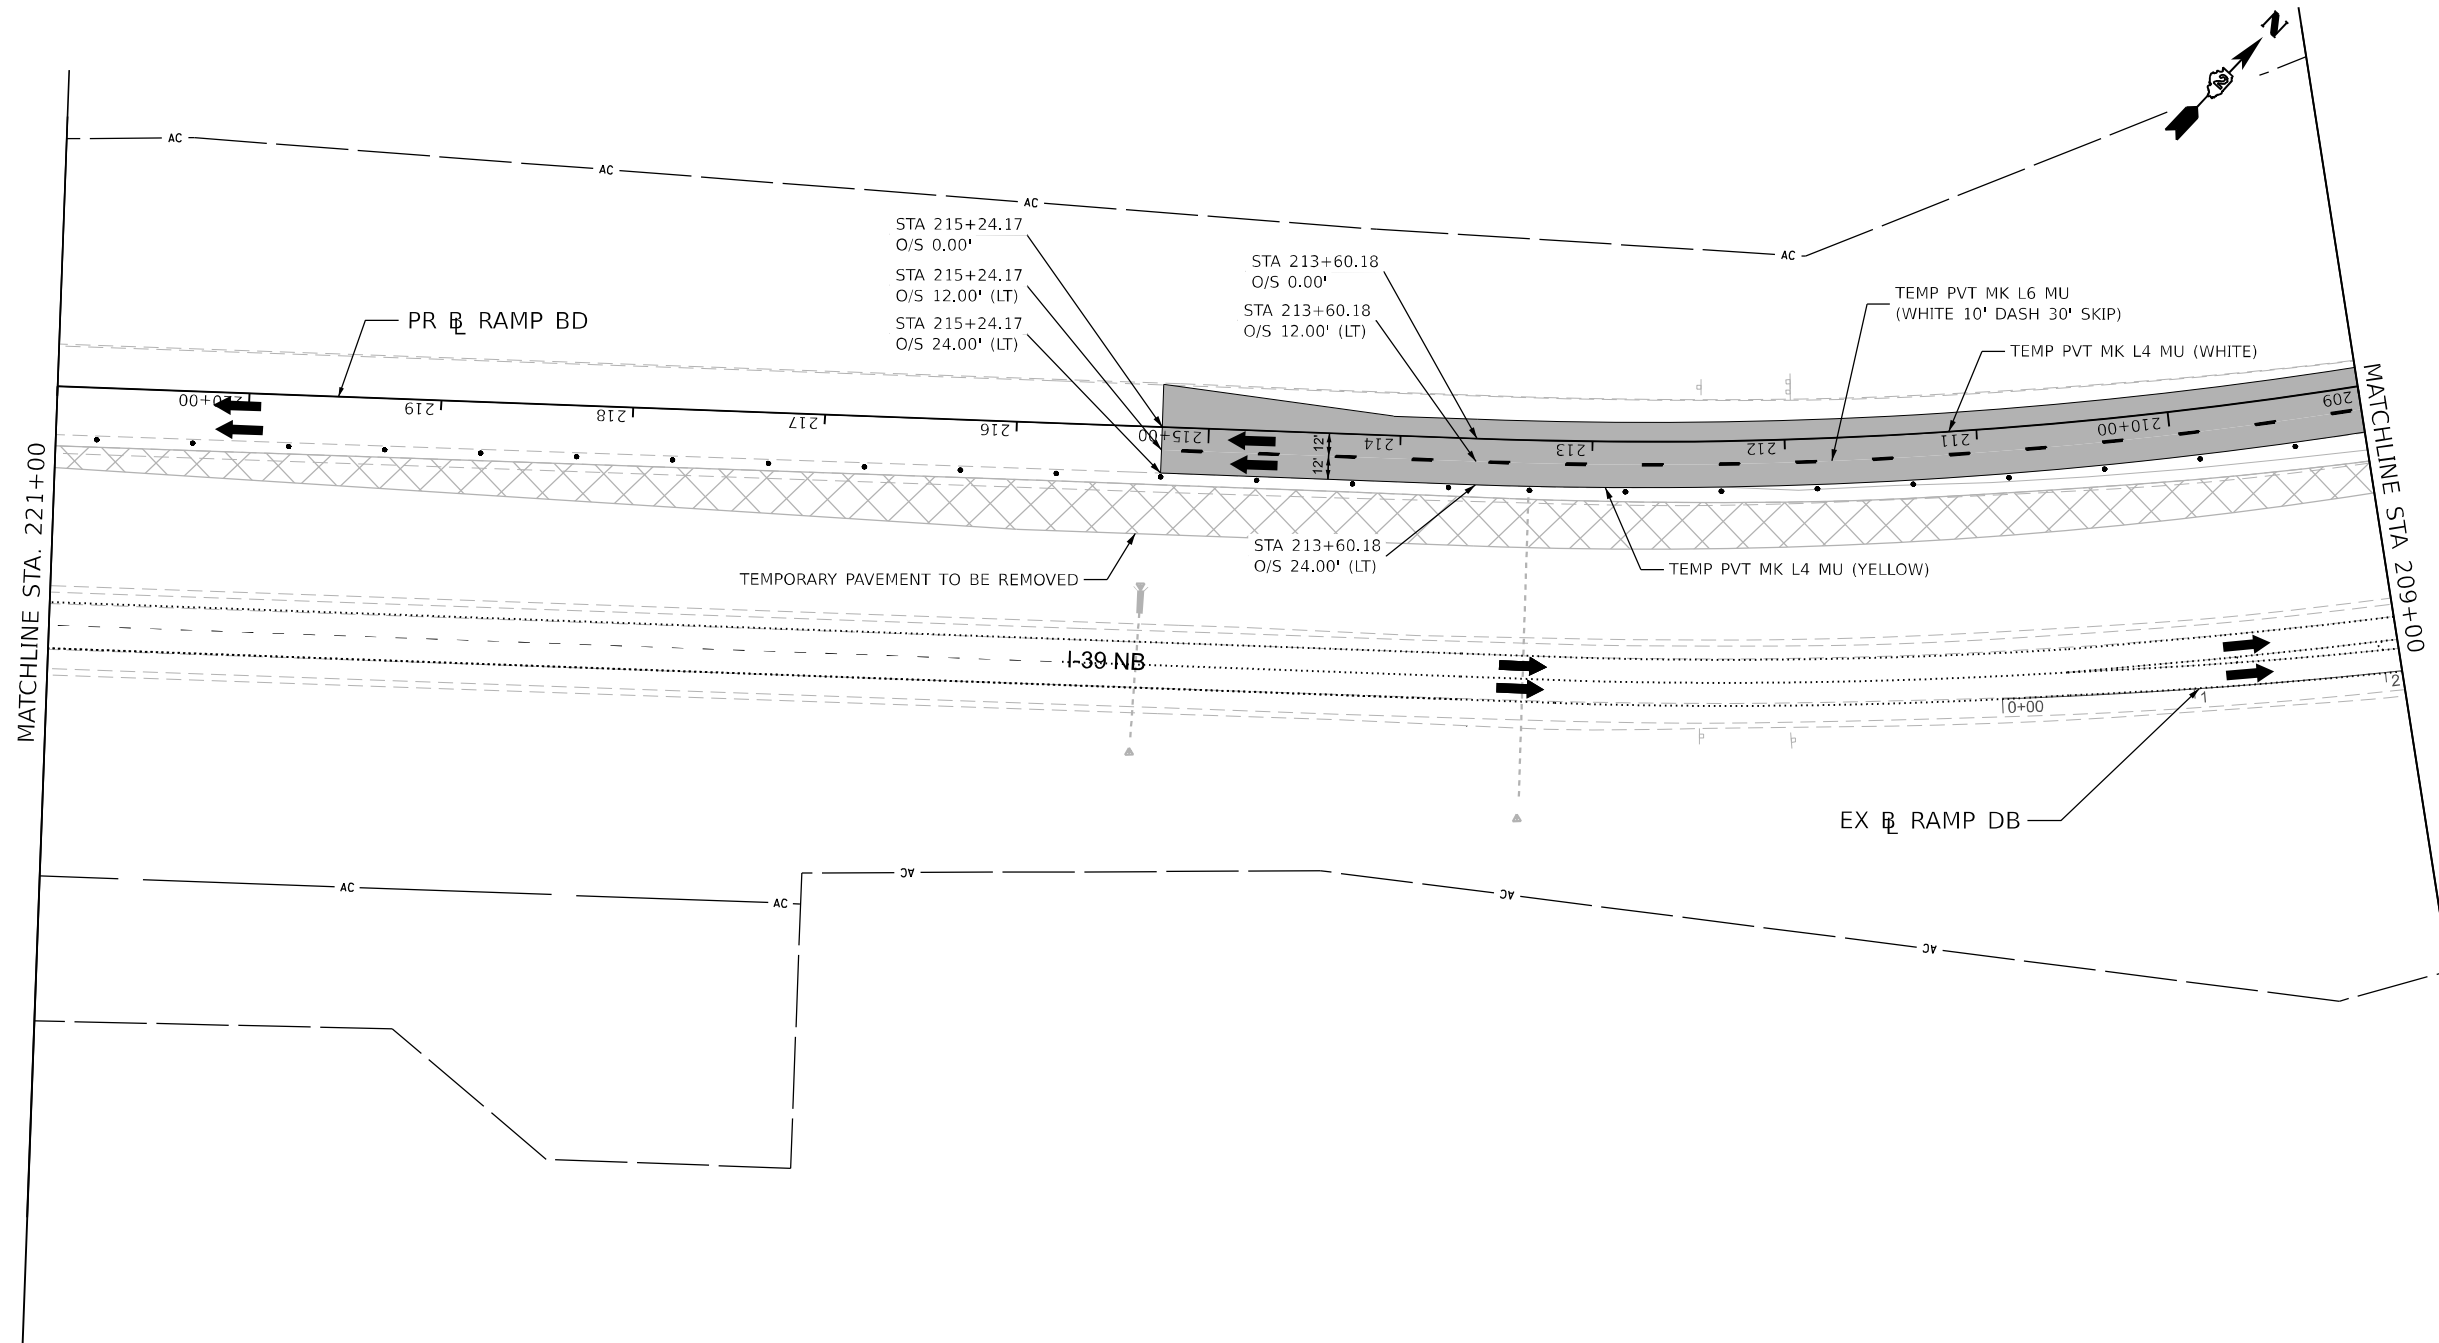 N
2
AC
AC
AC
AC
STA 215+24.17
O/S 0.00'
STA 215+24.17
O/S 12.00' (LT)
STA 215+24.17
O/S 24.00' (LT)
STA 213+60.18
O/S 0.00'
STA 213+60.18
O/S 12.00' (LT)
TEMP PVT MK L6 MU
(WHITE 10' DASH 30' SKIP)
TEMP PVT MK L4 MU (WHITE)
PR BL RAMP BD
220+00
219
218
217
216
215+00
214
213
212
211
210+00
209
12'
12'
STA 213+60.18
O/S 24.00' (LT)
TEMP PVT MK L4 MU (YELLOW)
TEMPORARY PAVEMENT TO BE REMOVED
MATCHLINE STA. 221+00
MATCHLINE STA 209+00
I-39 NB
0+00
1
2
EX BL RAMP DB
AC
AC
AC
AC
AC